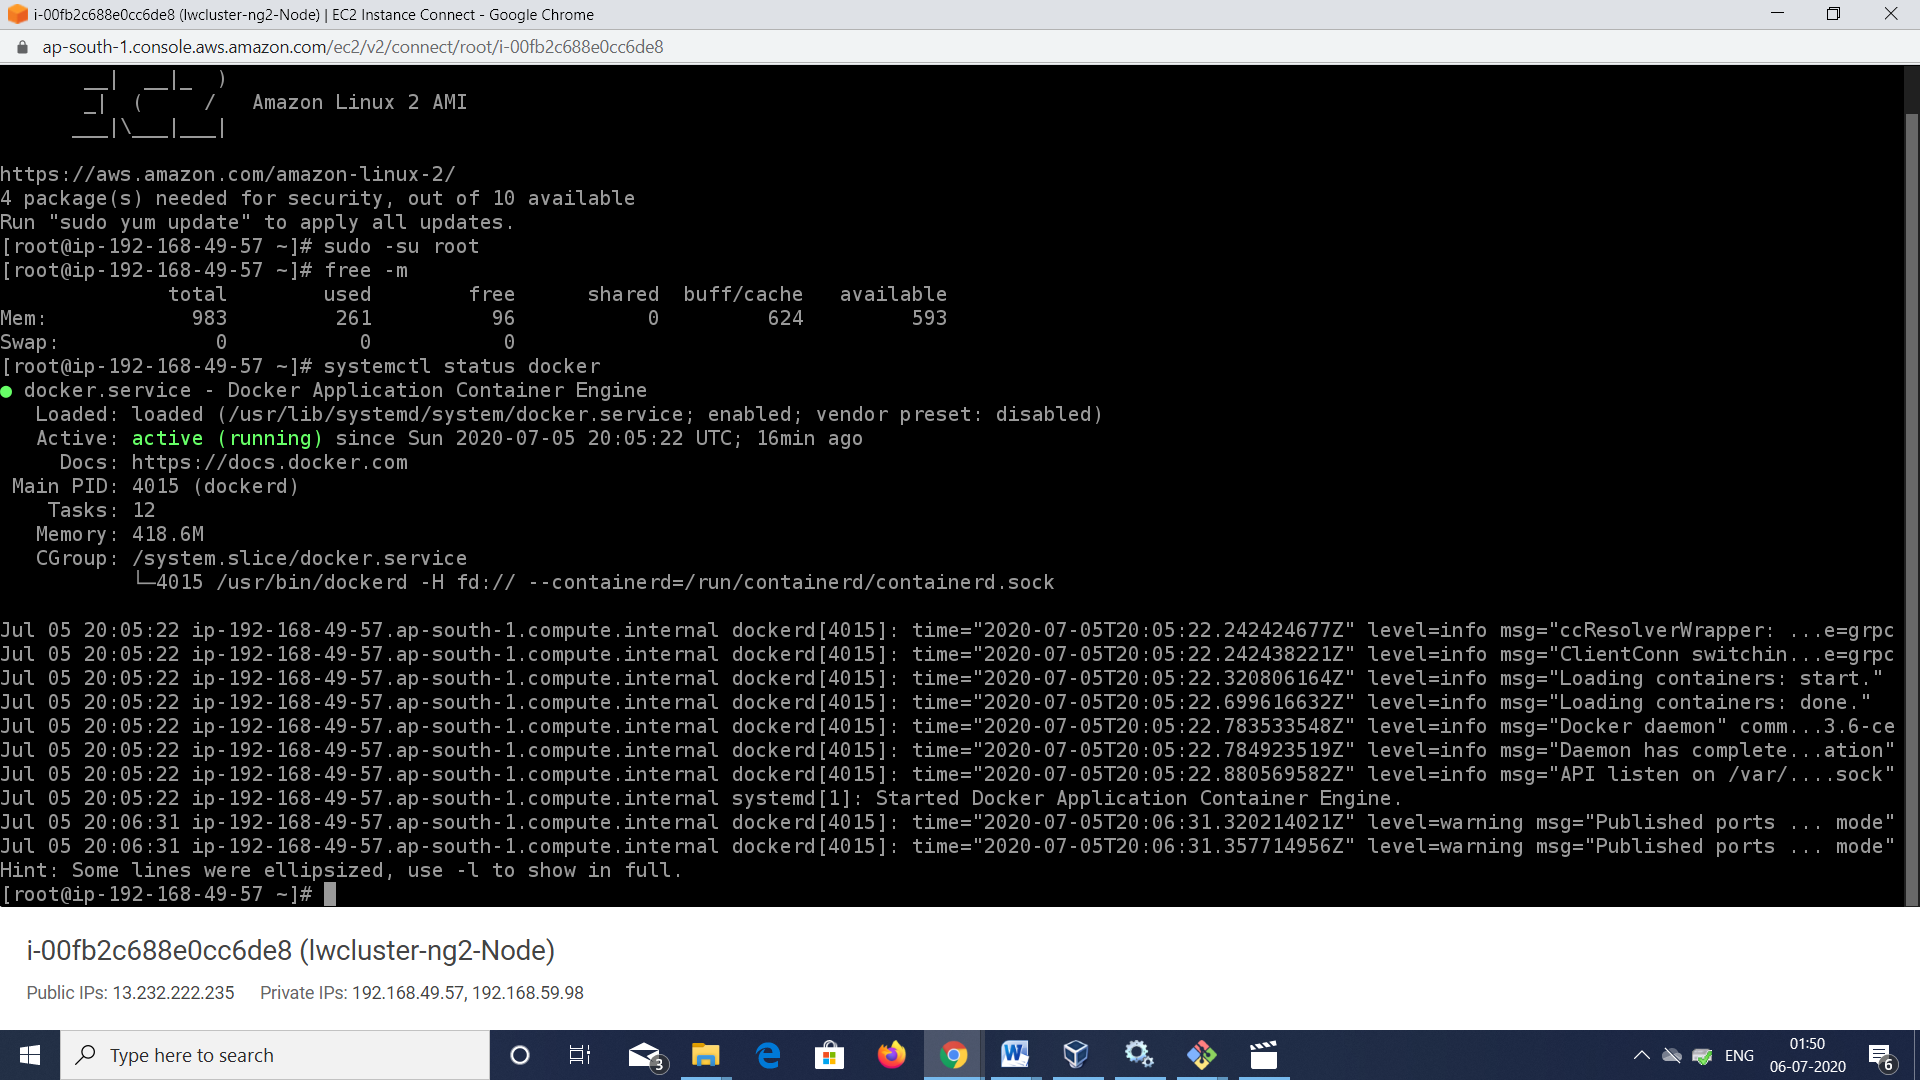 i-00fb2c688e0cc6de8 (lwcluster-ng2-Node) | EC2 Instance Connect - Google Chrome
ap-south-1.console.aws.amazon.com/ec2/v2/connect/root/i-00fb2c688e0cc6de8
       __|  __|_  )
       _|  (     /   Amazon Linux 2 AMI
      ___|\___|___|
https://aws.amazon.com/amazon-linux-2/
4 package(s) needed for security, out of 10 available
Run "sudo yum update" to apply all updates.
[root@ip-192-168-49-57 ~]# sudo -su root
[root@ip-192-168-49-57 ~]# free -m
              total        used        free      shared  buff/cache   available
Mem:            983         261          96           0         624         593
Swap:             0           0           0
[root@ip-192-168-49-57 ~]# systemctl status docker
● docker.service - Docker Application Container Engine
   Loaded: loaded (/usr/lib/systemd/system/docker.service; enabled; vendor preset: disabled)
   Active: active (running) since Sun 2020-07-05 20:05:22 UTC; 16min ago
     Docs: https://docs.docker.com
 Main PID: 4015 (dockerd)
    Tasks: 12
   Memory: 418.6M
   CGroup: /system.slice/docker.service
           └─4015 /usr/bin/dockerd -H fd:// --containerd=/run/containerd/containerd.sock
Jul 05 20:05:22 ip-192-168-49-57.ap-south-1.compute.internal dockerd[4015]: time="2020-07-05T20:05:22.242424677Z" level=info msg="ccResolverWrapper: ...e=grpc
Jul 05 20:05:22 ip-192-168-49-57.ap-south-1.compute.internal dockerd[4015]: time="2020-07-05T20:05:22.242438221Z" level=info msg="ClientConn switchin...e=grpc
Jul 05 20:05:22 ip-192-168-49-57.ap-south-1.compute.internal dockerd[4015]: time="2020-07-05T20:05:22.320806164Z" level=info msg="Loading containers: start."
Jul 05 20:05:22 ip-192-168-49-57.ap-south-1.compute.internal dockerd[4015]: time="2020-07-05T20:05:22.699616632Z" level=info msg="Loading containers: done."
Jul 05 20:05:22 ip-192-168-49-57.ap-south-1.compute.internal dockerd[4015]: time="2020-07-05T20:05:22.783533548Z" level=info msg="Docker daemon" comm...3.6-ce
Jul 05 20:05:22 ip-192-168-49-57.ap-south-1.compute.internal dockerd[4015]: time="2020-07-05T20:05:22.784923519Z" level=info msg="Daemon has complete...ation"
Jul 05 20:05:22 ip-192-168-49-57.ap-south-1.compute.internal dockerd[4015]: time="2020-07-05T20:05:22.880569582Z" level=info msg="API listen on /var/....sock"
Jul 05 20:05:22 ip-192-168-49-57.ap-south-1.compute.internal systemd[1]: Started Docker Application Container Engine.
Jul 05 20:06:31 ip-192-168-49-57.ap-south-1.compute.internal dockerd[4015]: time="2020-07-05T20:06:31.320214021Z" level=warning msg="Published ports ... mode"
Jul 05 20:06:31 ip-192-168-49-57.ap-south-1.compute.internal dockerd[4015]: time="2020-07-05T20:06:31.357714956Z" level=warning msg="Published ports ... mode"
Hint: Some lines were ellipsized, use -l to show in full.
[root@ip-192-168-49-57 ~]#
i-00fb2c688e0cc6de8 (lwcluster-ng2-Node)
Public IPs: 13.232.222.235 Private IPs: 192.168.49.57, 192.168.59.98
Type here to search
3
ENG
01:50
06-07-2020
6